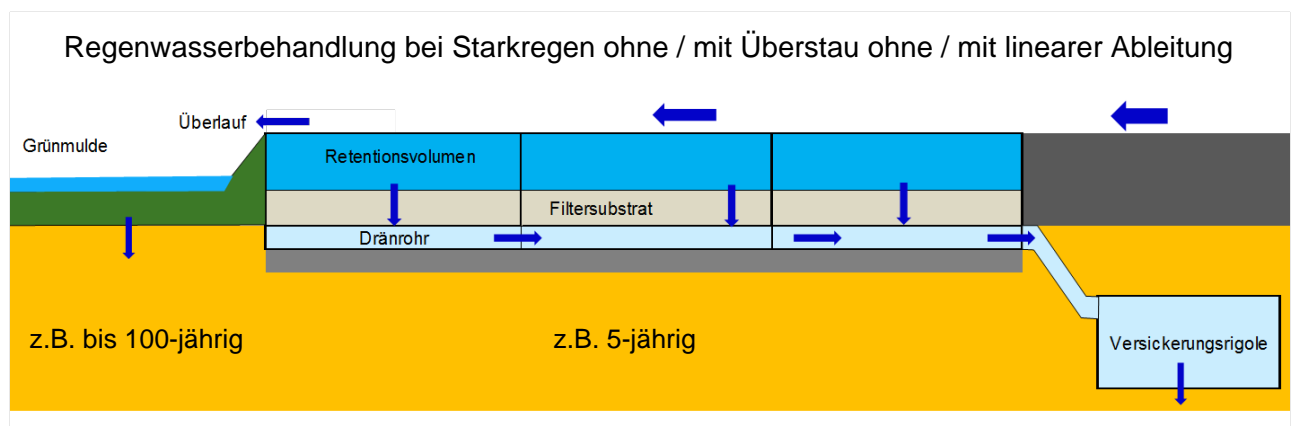 Regenwasserbehandlung bei Starkregen ohne / mit Überstau ohne / mit linearer Ableitung
Überlauf
Grünmulde
Retentionsvolumen
Filtersubstrat
Dränrohr
z.B. bis 100-jährig
z.B. 5-jährig
Versickerungsrigole